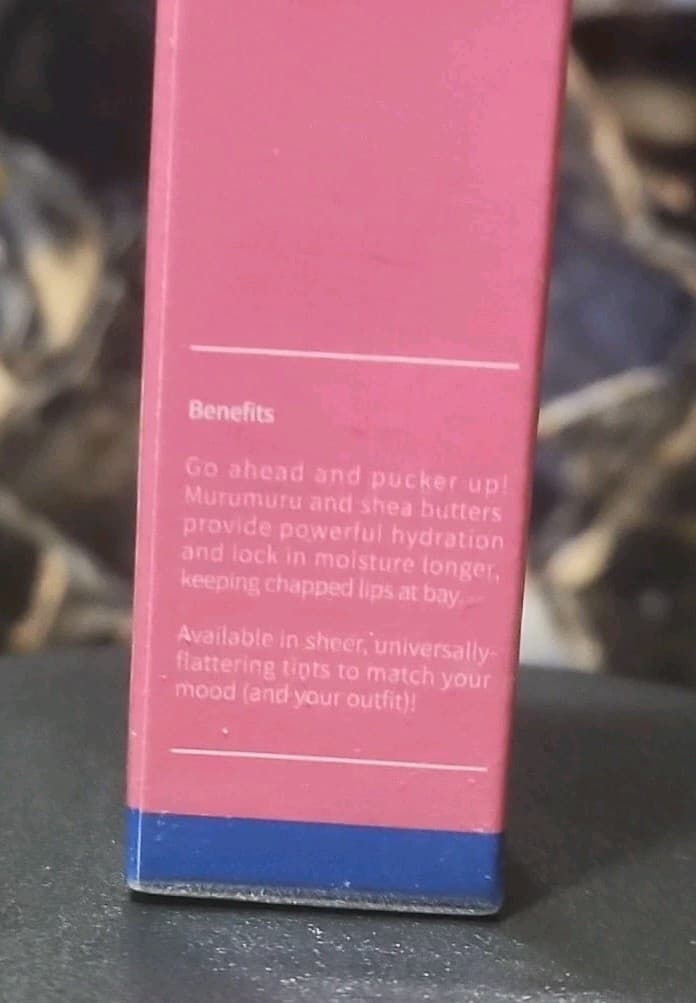 Benefits
Go ahead and pucker up!
Murumuru and shea butters
provide powerful hydration
and lock in moisture longer,
keeping chapped lips at bay.
Available in sheer, universally-
flattering tints to match your
mood (and your outfit)!